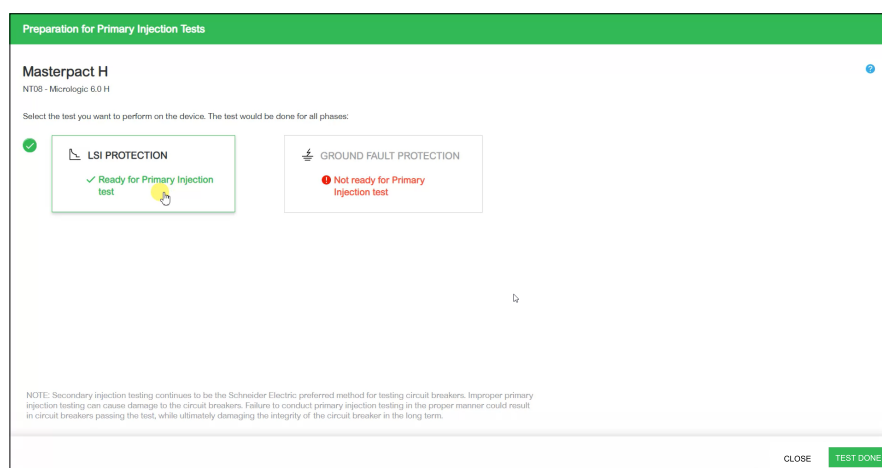 Preparation for Primary Injection Tests
Masterpact H
NT08 - Micrologic 6.0 H
Select the test you want to perform on the device. The test would be done for all phases:
LSI PROTECTION
Ready for Primary Injection
test
GROUND FAULT PROTECTION
Not ready for Primary
Injection test
NOTE: Secondary injection testing continues to be the Schneider Electric preferred method for testing circuit breakers. Improper primary
injection testing can cause damage to the circuit breakers. Failure to conduct primary injection testing in the proper manner could result
in circuit breakers passing the test, while ultimately damaging the integrity of the circuit breaker in the long term.
CLOSE
TEST DONE